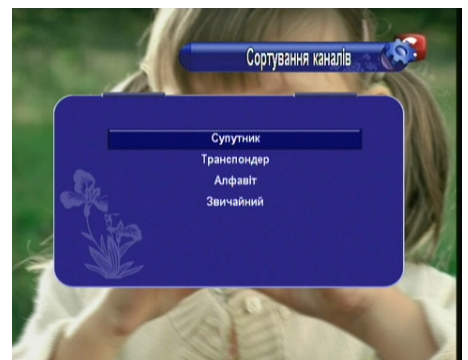 Сортування каналів
Супутник
Транспондер
Алфавіт
Звичайний